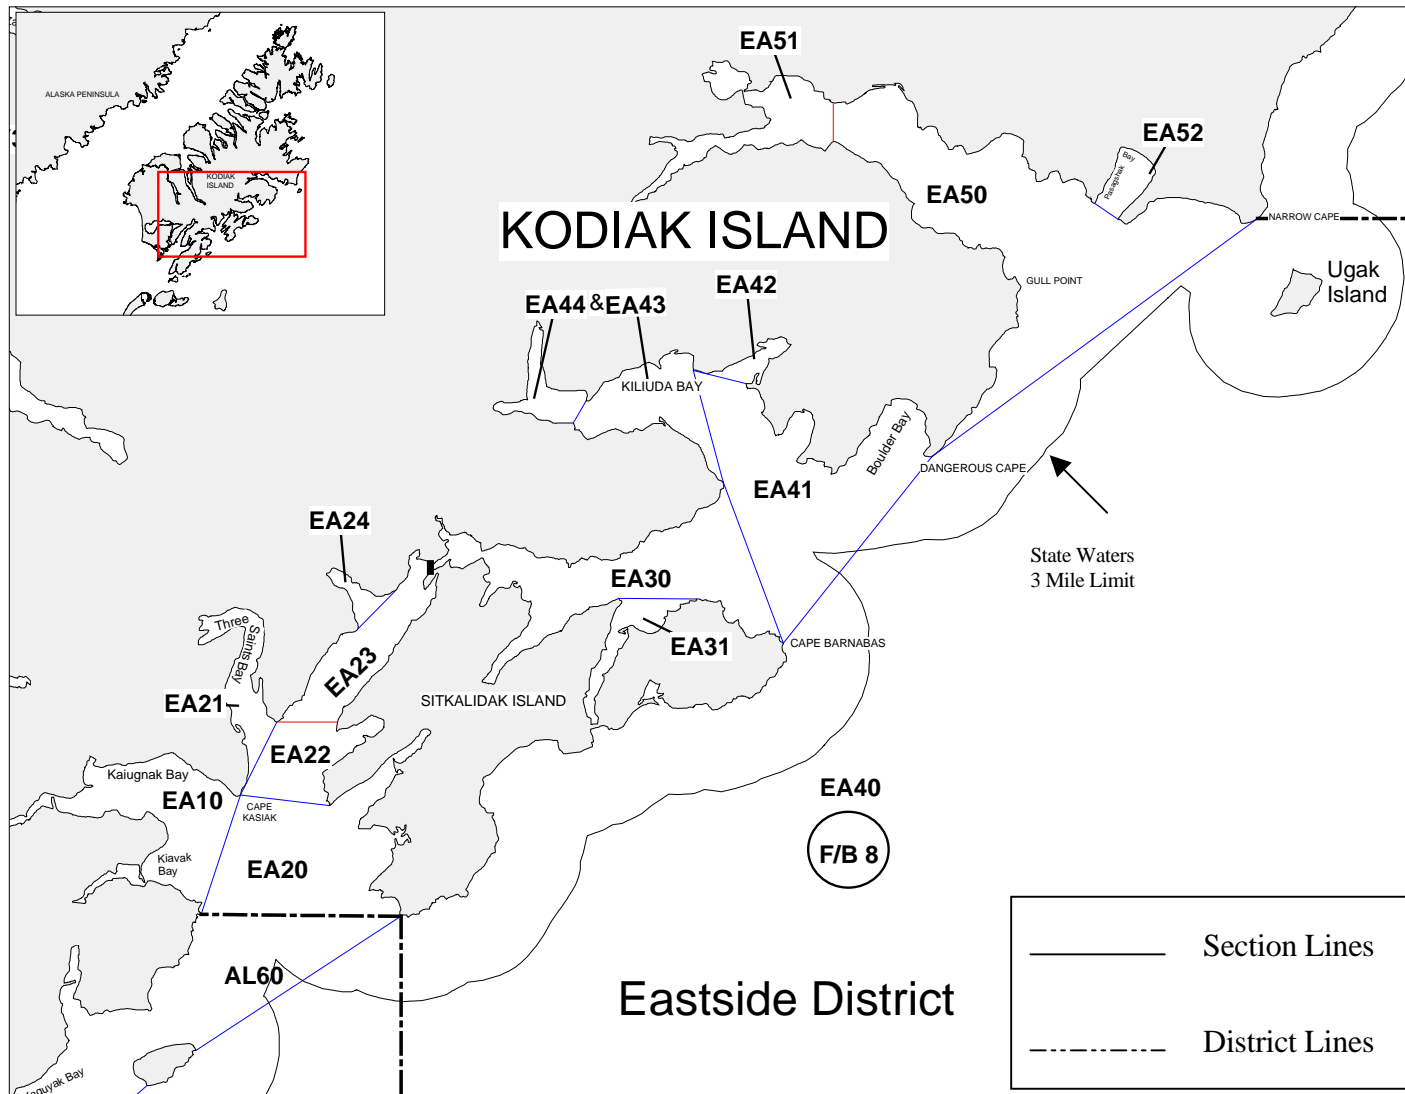 ALASKA PENINSULA
KODIAK
ISLAND
EA51
EA52
Pasagshak
Bay
EA50
NARROW CAPE
KODIAK ISLAND
Ugak
Island
GULL POINT
EA42
EA44 & EA43
KILIUDA BAY
Boulder Bay
DANGEROUS CAPE
EA41
EA24
State Waters
3 Mile Limit
EA30
Three
Saints Bay
EA31
CAPE BARNABAS
EA23
SITKALIDAK ISLAND
EA21
EA22
Kaiugnak Bay
EA10
CAPE
KASIAK
EA40
F/B 8
Kiavak
Bay
EA20
AL60
Eastside District
Section Lines
District Lines